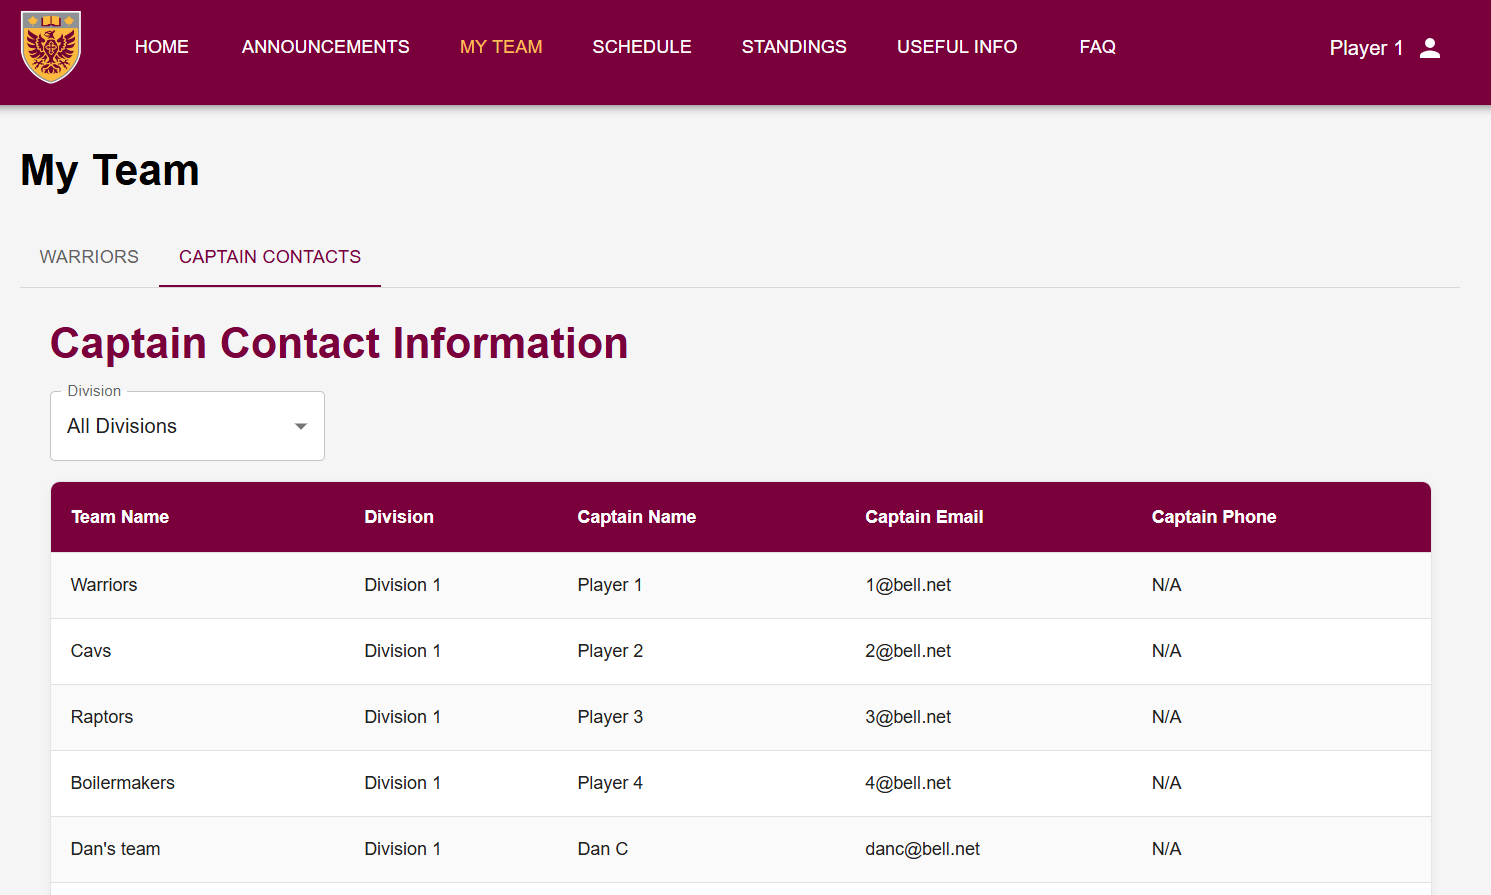 HOME ANNOUNCEMENTS MY TEAM SCHEDULE STANDINGS USEFUL INFO FAQ Player 1
My Team
WARRIORS CAPTAIN CONTACTS
Captain Contact Information
Division
All Divisions
Team Name Division Captain Name Captain Email Captain Phone
Warriors Division 1 Player 1 1@bell.net N/A
Cavs Division 1 Player 2 2@bell.net N/A
Raptors Division 1 Player 3 3@bell.net N/A
Boilermakers Division 1 Player 4 4@bell.net N/A
Dan's team Division 1 Dan C danc@bell.net N/A